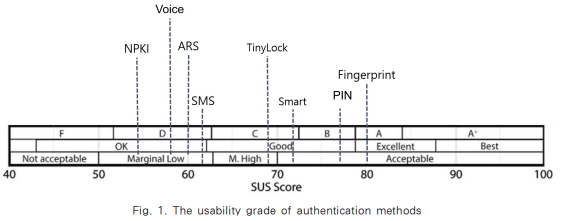 Voice
NPKI
ARS
TinyLock
SMS
Smart
PIN
Fingerprint
F D C B A A+
OK Good Excellent Best
Not acceptable Marginal Low M. High Acceptable
40 50 60 70 80 90 100
SUS Score
Fig. 1. The usability grade of authentication methods